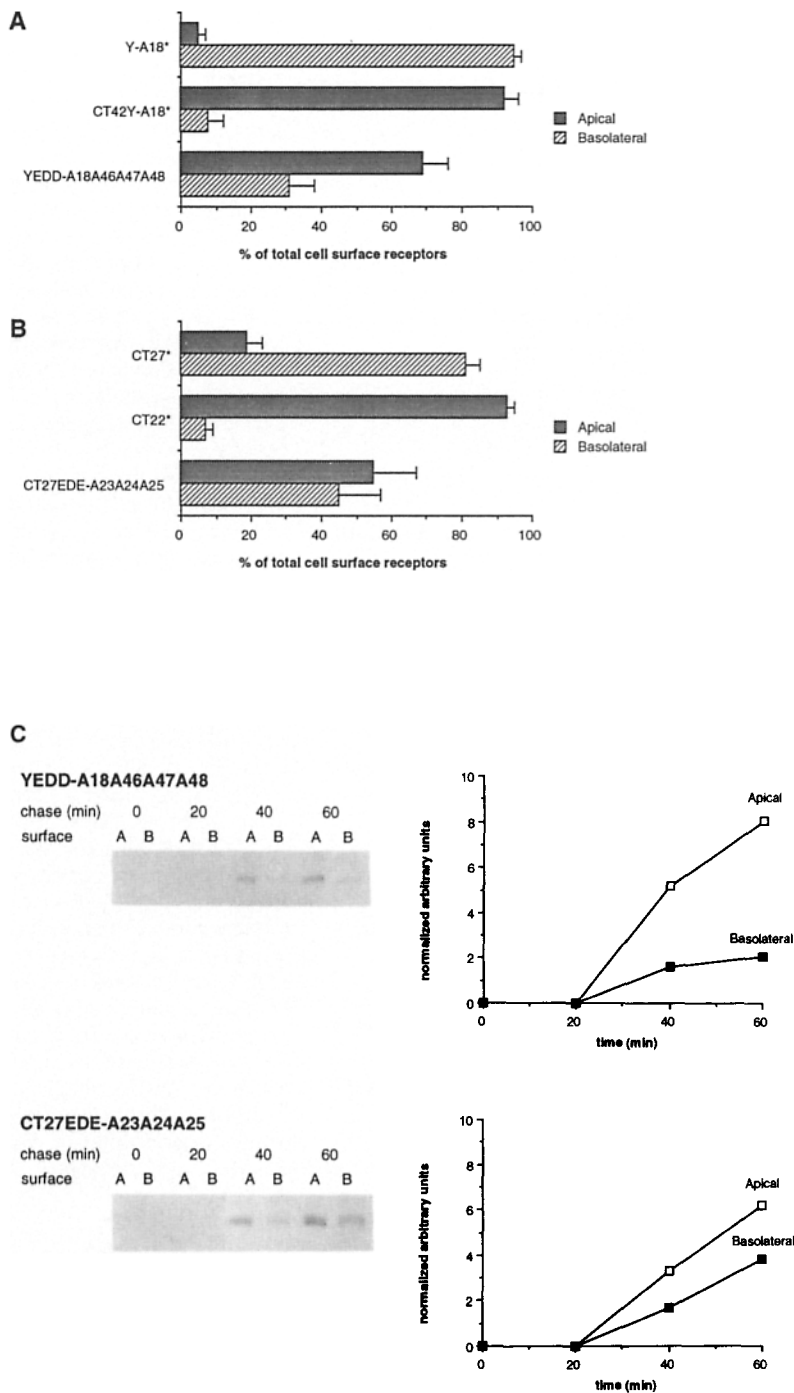 A
Y-A18*
CT42Y-A18*
YEDD-A18A46A47A48
Apical
Basolateral
0 20 40 60 80 100
% of total cell surface receptors
B
CT27*
CT22*
CT27EDE-A23A24A25
Apical
Basolateral
0 20 40 60 80 100
% of total cell surface receptors
C
YEDD-A18A46A47A48
chase (min) 0 20 40 60
surface A B A B A B A B
normalized arbitrary units
10
8
6
4
2
0
Apical
Basolateral
0 20 40 60
time (min)
CT27EDE-A23A24A25
chase (min) 0 20 40 60
surface A B A B A B A B
normalized arbitrary units
10
8
6
4
2
0
Apical
Basolateral
0 20 40 60
time (min)